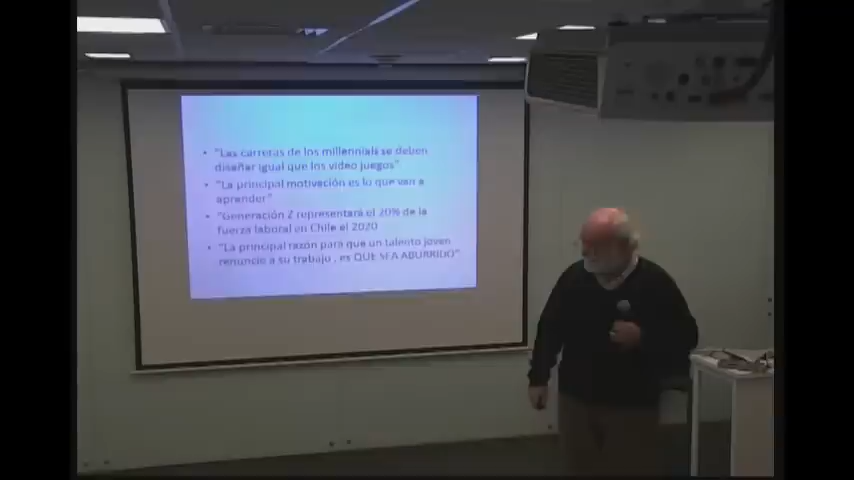 • "Las carreras de los millennials se deben
diseñar igual que los video juegos"
• "La principal motivación es lo que van a
aprender"
• "Generación Z representará el 20% de la
fuerza laboral en Chile el 2020
• "La principal razón para que un talento joven
renuncie a su trabajo , es QUE SEA ABURRIDO"